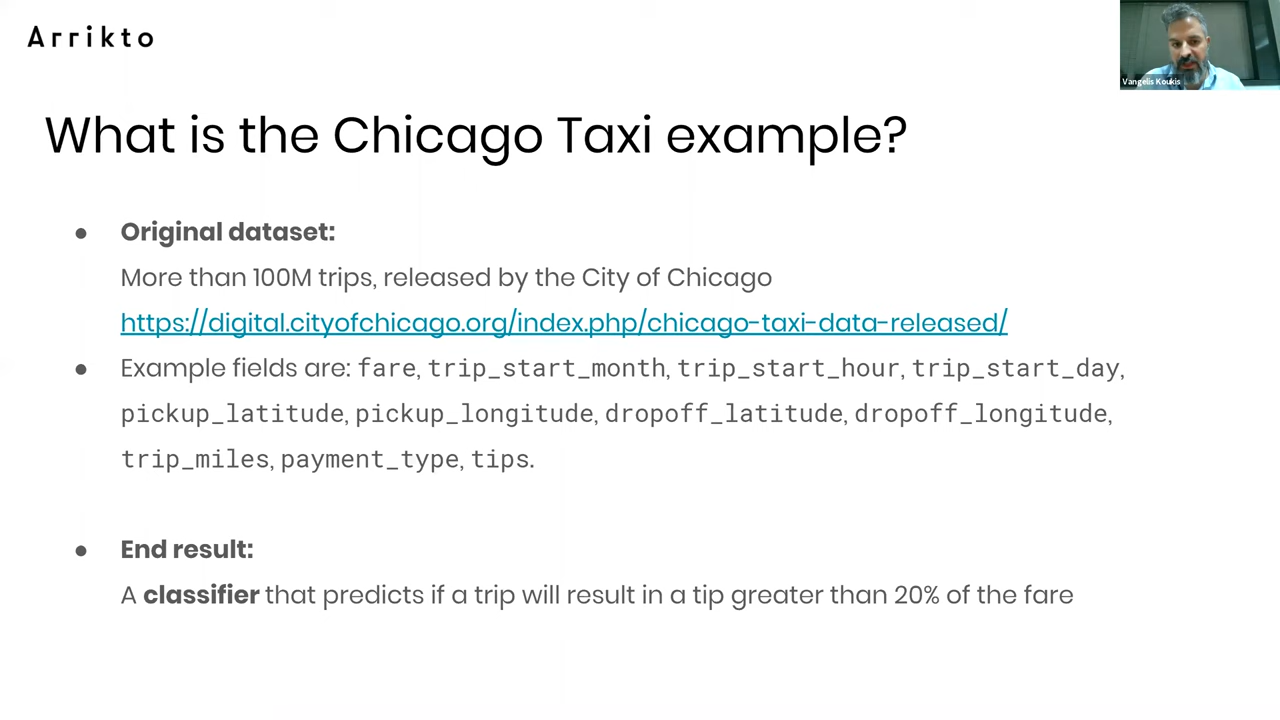 Arrikto
Vangelis Koukis
What is the Chicago Taxi example?
● Original dataset:
More than 100M trips, released by the City of Chicago
https://digital.cityofchicago.org/index.php/chicago-taxi-data-released/
● Example fields are: fare, trip_start_month, trip_start_hour, trip_start_day,
pickup_latitude, pickup_longitude, dropoff_latitude, dropoff_longitude,
trip_miles, payment_type, tips.
● End result:
A classifier that predicts if a trip will result in a tip greater than 20% of the fare